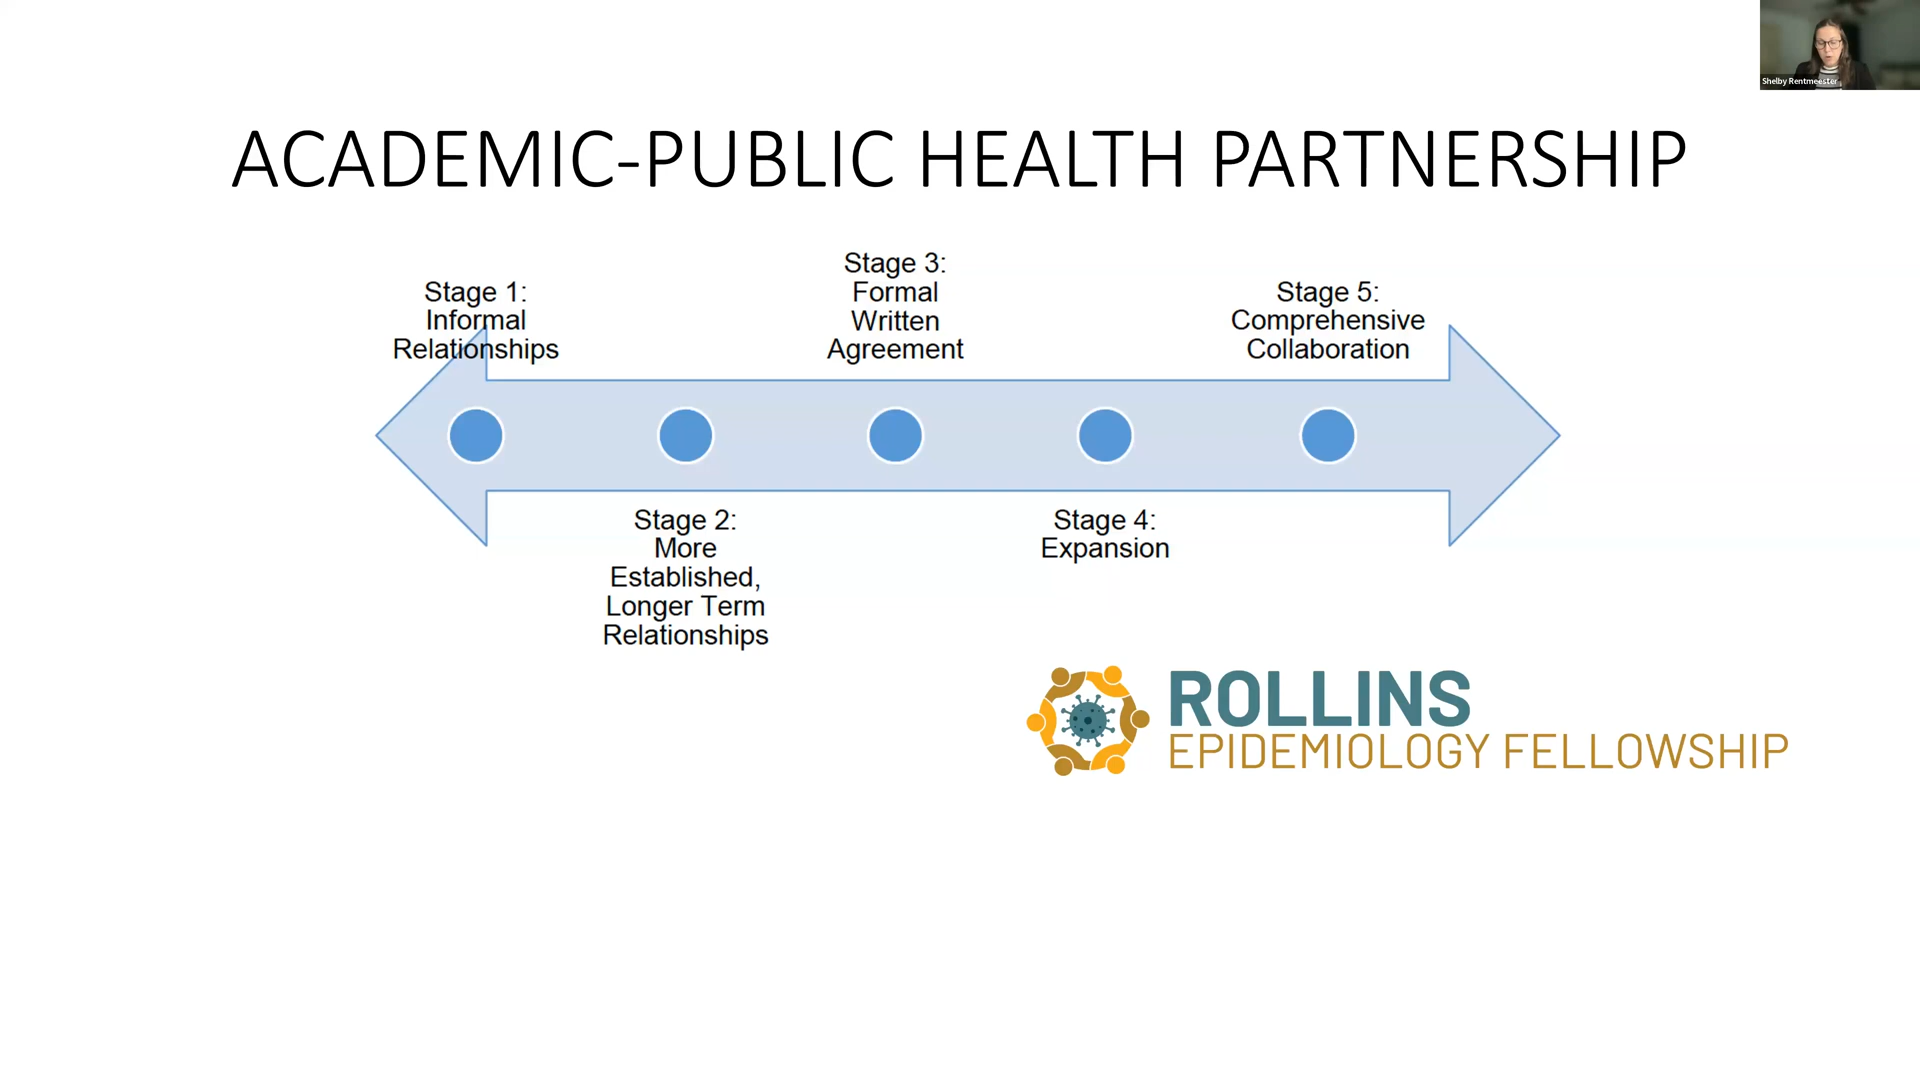 Shelby Rentmeester
ACADEMIC-PUBLIC HEALTH PARTNERSHIP
Stage 1:
Informal
Relationships
Stage 2:
More
Established,
Longer Term
Relationships
Stage 3:
Formal
Written
Agreement
Stage 4:
Expansion
Stage 5:
Comprehensive
Collaboration
ROLLINS
EPIDEMIOLOGY FELLOWSHIP